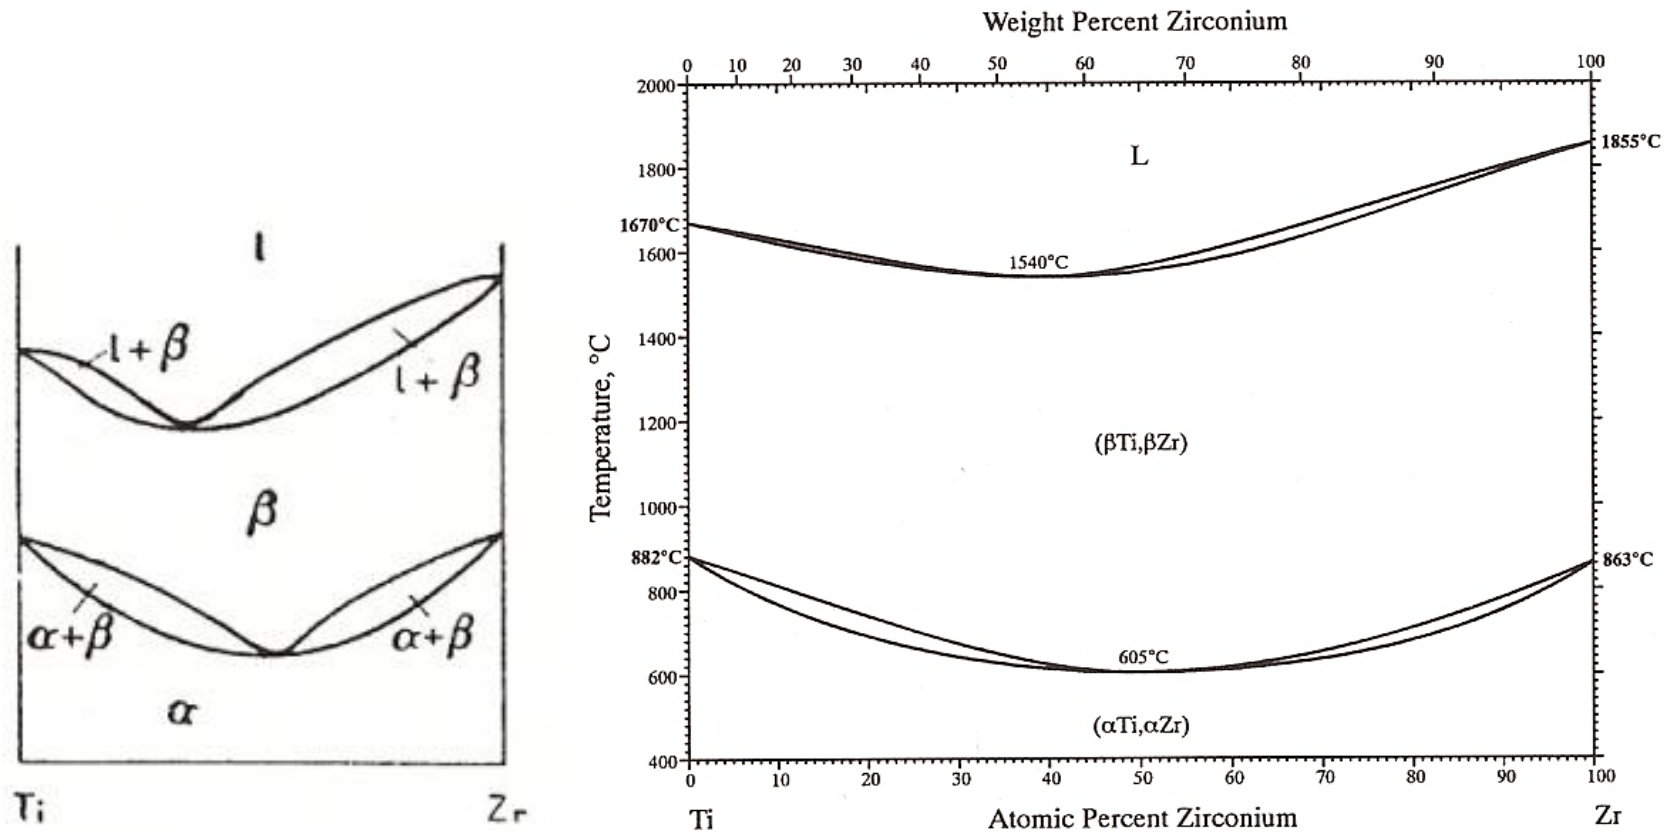 l
l + β
l + β
β
α+β
α+β
α
Ti
Zr
Weight Percent Zirconium
0 10 20 30 40 50 60 70 80 90 100
2000
1800
1600
1400
1200
1000
800
600
400
Temperature, °C
L
1855°C
1670°C
1540°C
(βTi,βZr)
882°C
863°C
605°C
(αTi,αZr)
0 10 20 30 40 50 60 70 80 90 100
Ti
Atomic Percent Zirconium
Zr